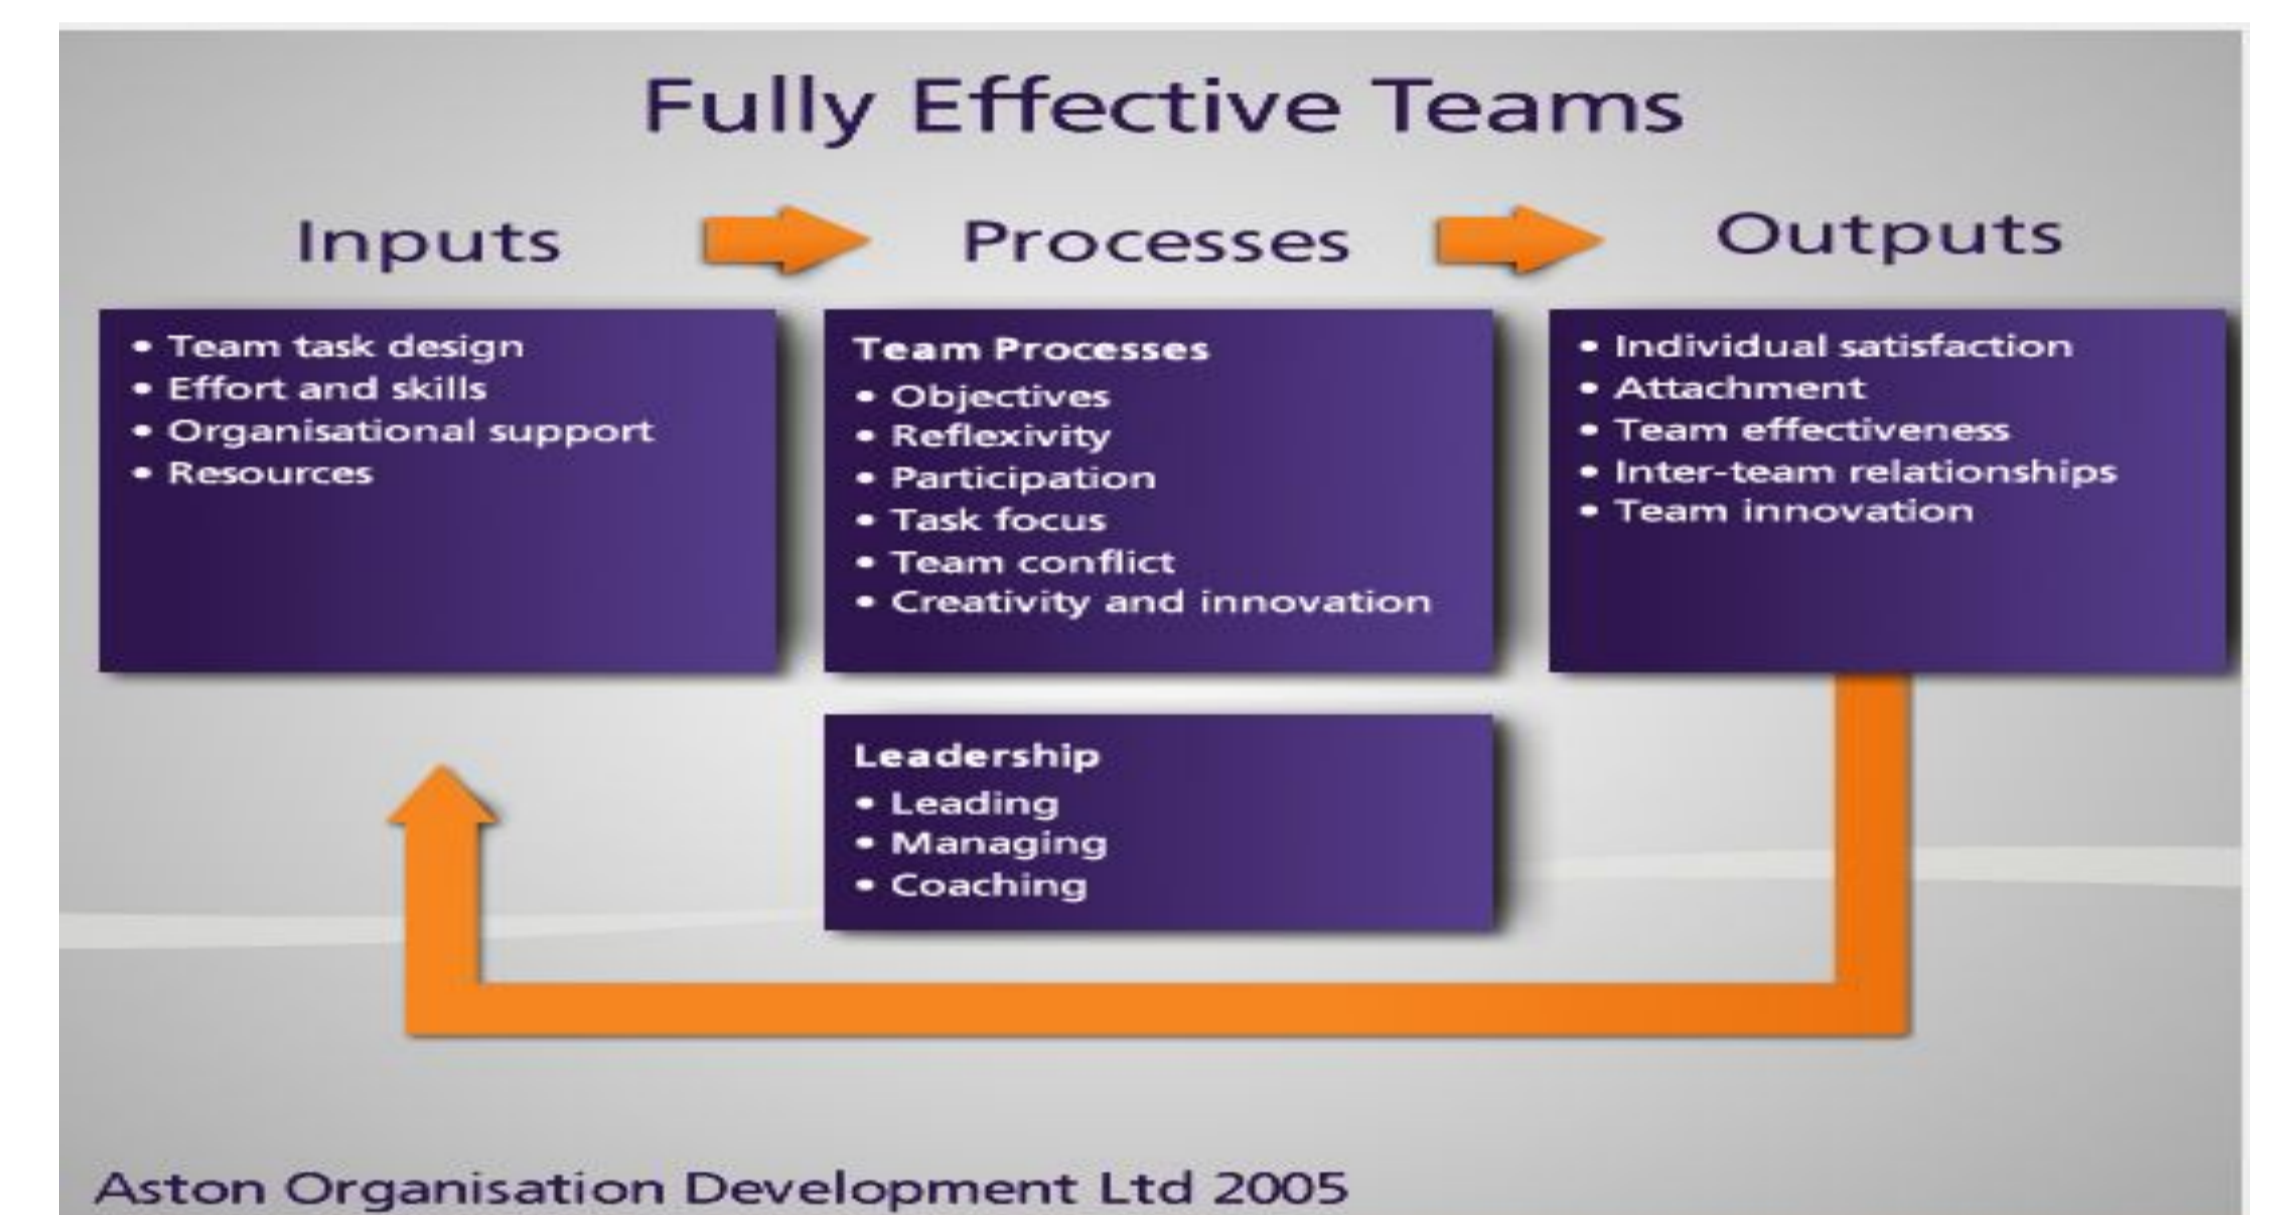 Fully Effective Teams
Inputs
Processes
Outputs
• Team task design
• Effort and skills
• Organisational support
• Resources
Team Processes
• Objectives
• Reflexivity
• Participation
• Task focus
• Team conflict
• Creativity and innovation
Leadership
• Leading
• Managing
• Coaching
• Individual satisfaction
• Attachment
• Team effectiveness
• Inter-team relationships
• Team innovation
Aston Organisation Development Ltd 2005